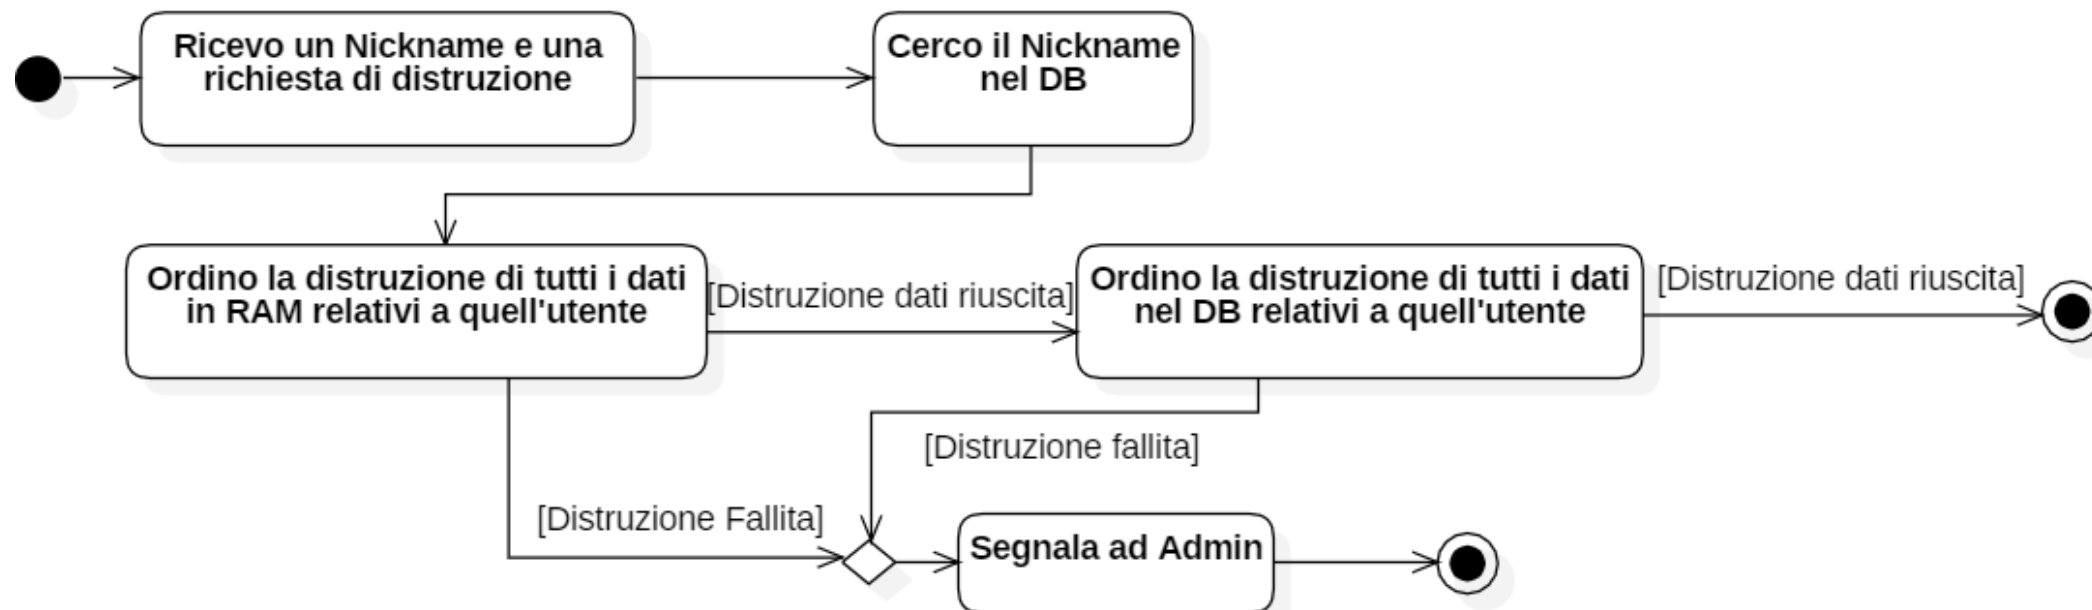 Ricevo un Nickname e una
richiesta di distruzione
Cerco il Nickname
nel DB
Ordino la distruzione di tutti i dati
in RAM relativi a quell'utente
[Distruzione dati riuscita]
Ordino la distruzione di tutti i dati
nel DB relativi a quell'utente
[Distruzione dati riuscita]
[Distruzione fallita]
[Distruzione Fallita]
Segnala ad Admin